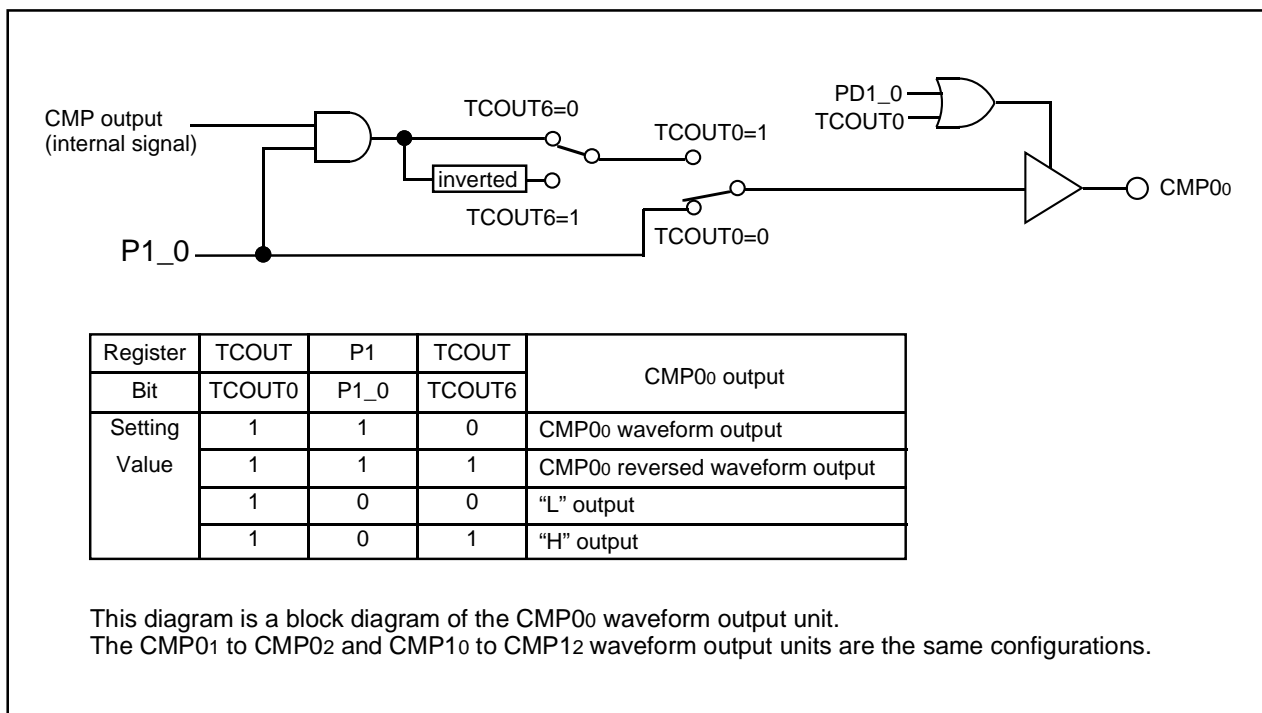 CMP output
(internal signal)
P1_0
TCOUT6=0
inverted
TCOUT6=1
TCOUT0=1
TCOUT0=0
PD1_0
TCOUT0
CMP00
Register TCOUT P1 TCOUT CMP00 output
Bit TCOUT0 P1_0 TCOUT6
Setting Value 1 1 0 CMP00 waveform output
1 1 1 CMP00 reversed waveform output
1 0 0 “L” output
1 0 1 “H” output
This diagram is a block diagram of the CMP00 waveform output unit.
The CMP01 to CMP02 and CMP10 to CMP12 waveform output units are the same configurations.